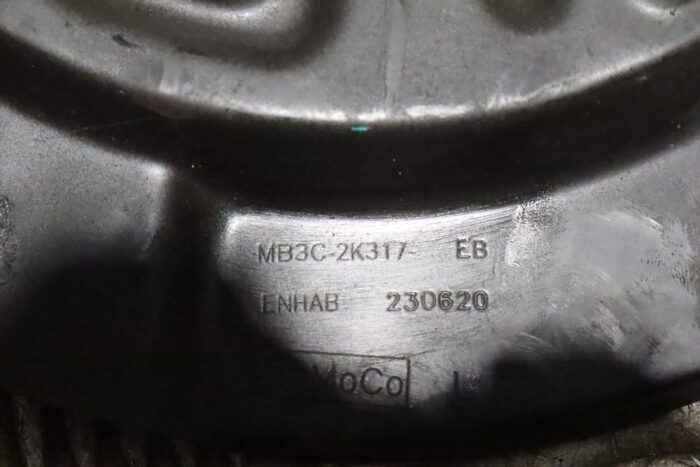 MB3C-2K317- EB
ENHAB 230620
MoCo L